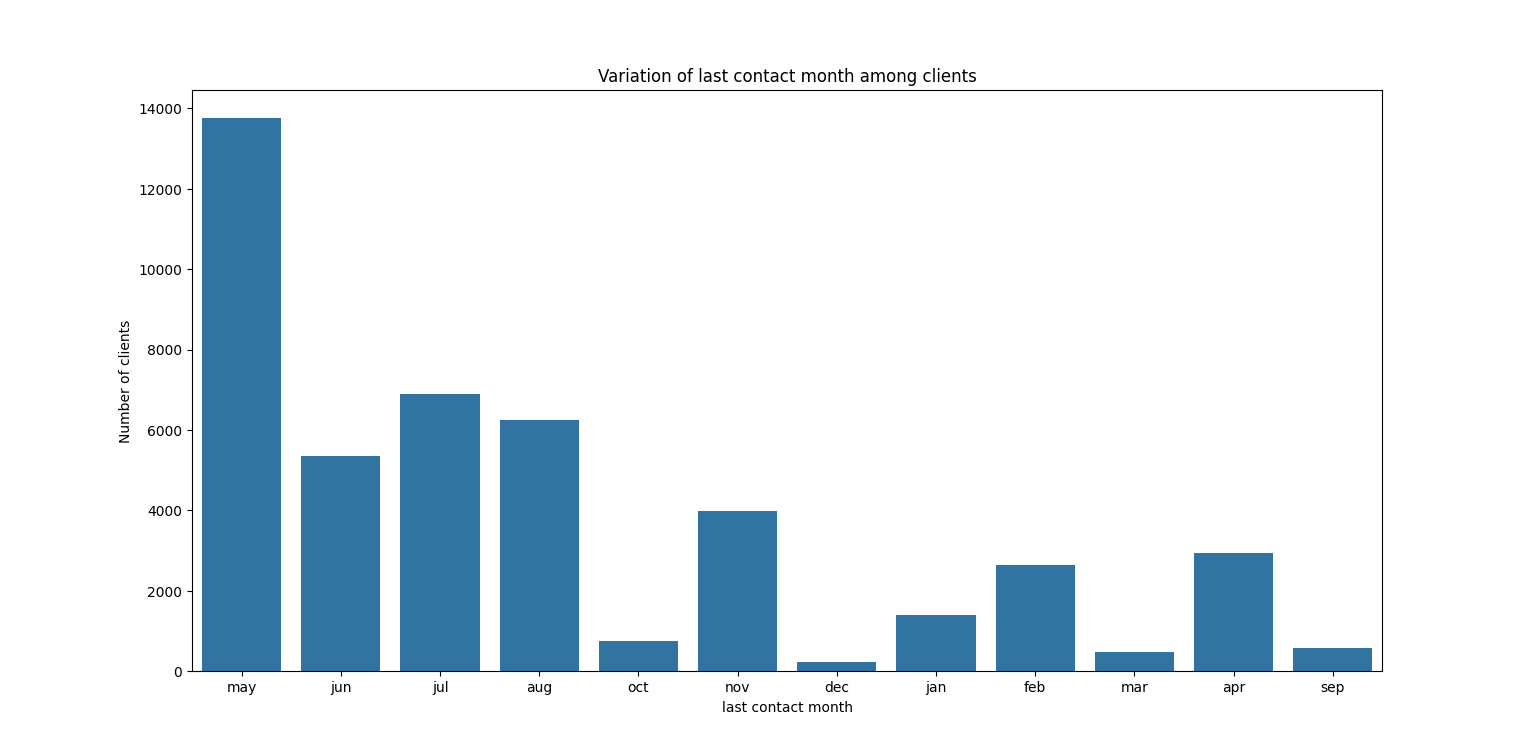 Variation of last contact month among clients
Number of clients
14000
12000
10000
8000
6000
4000
2000
0
may jun jul aug oct nov dec jan feb mar apr sep
last contact month